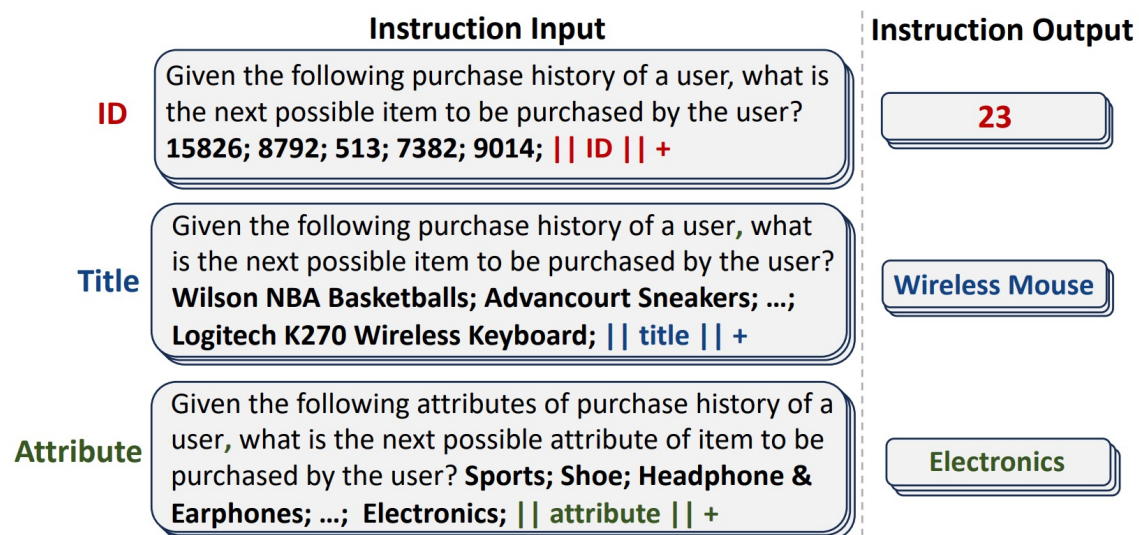 Instruction Input
Instruction Output
ID
Given the following purchase history of a user, what is
the next possible item to be purchased by the user?
15826; 8792; 513; 7382; 9014; || ID || +
23
Title
Given the following purchase history of a user, what
is the next possible item to be purchased by the user?
Wilson NBA Basketballs; Advancourt Sneakers; ...;
Logitech K270 Wireless Keyboard; || title || +
Wireless Mouse
Attribute
Given the following attributes of purchase history of a
user, what is the next possible attribute of item to be
purchased by the user? Sports; Shoe; Headphone &
Earphones; ...; Electronics; || attribute || +
Electronics